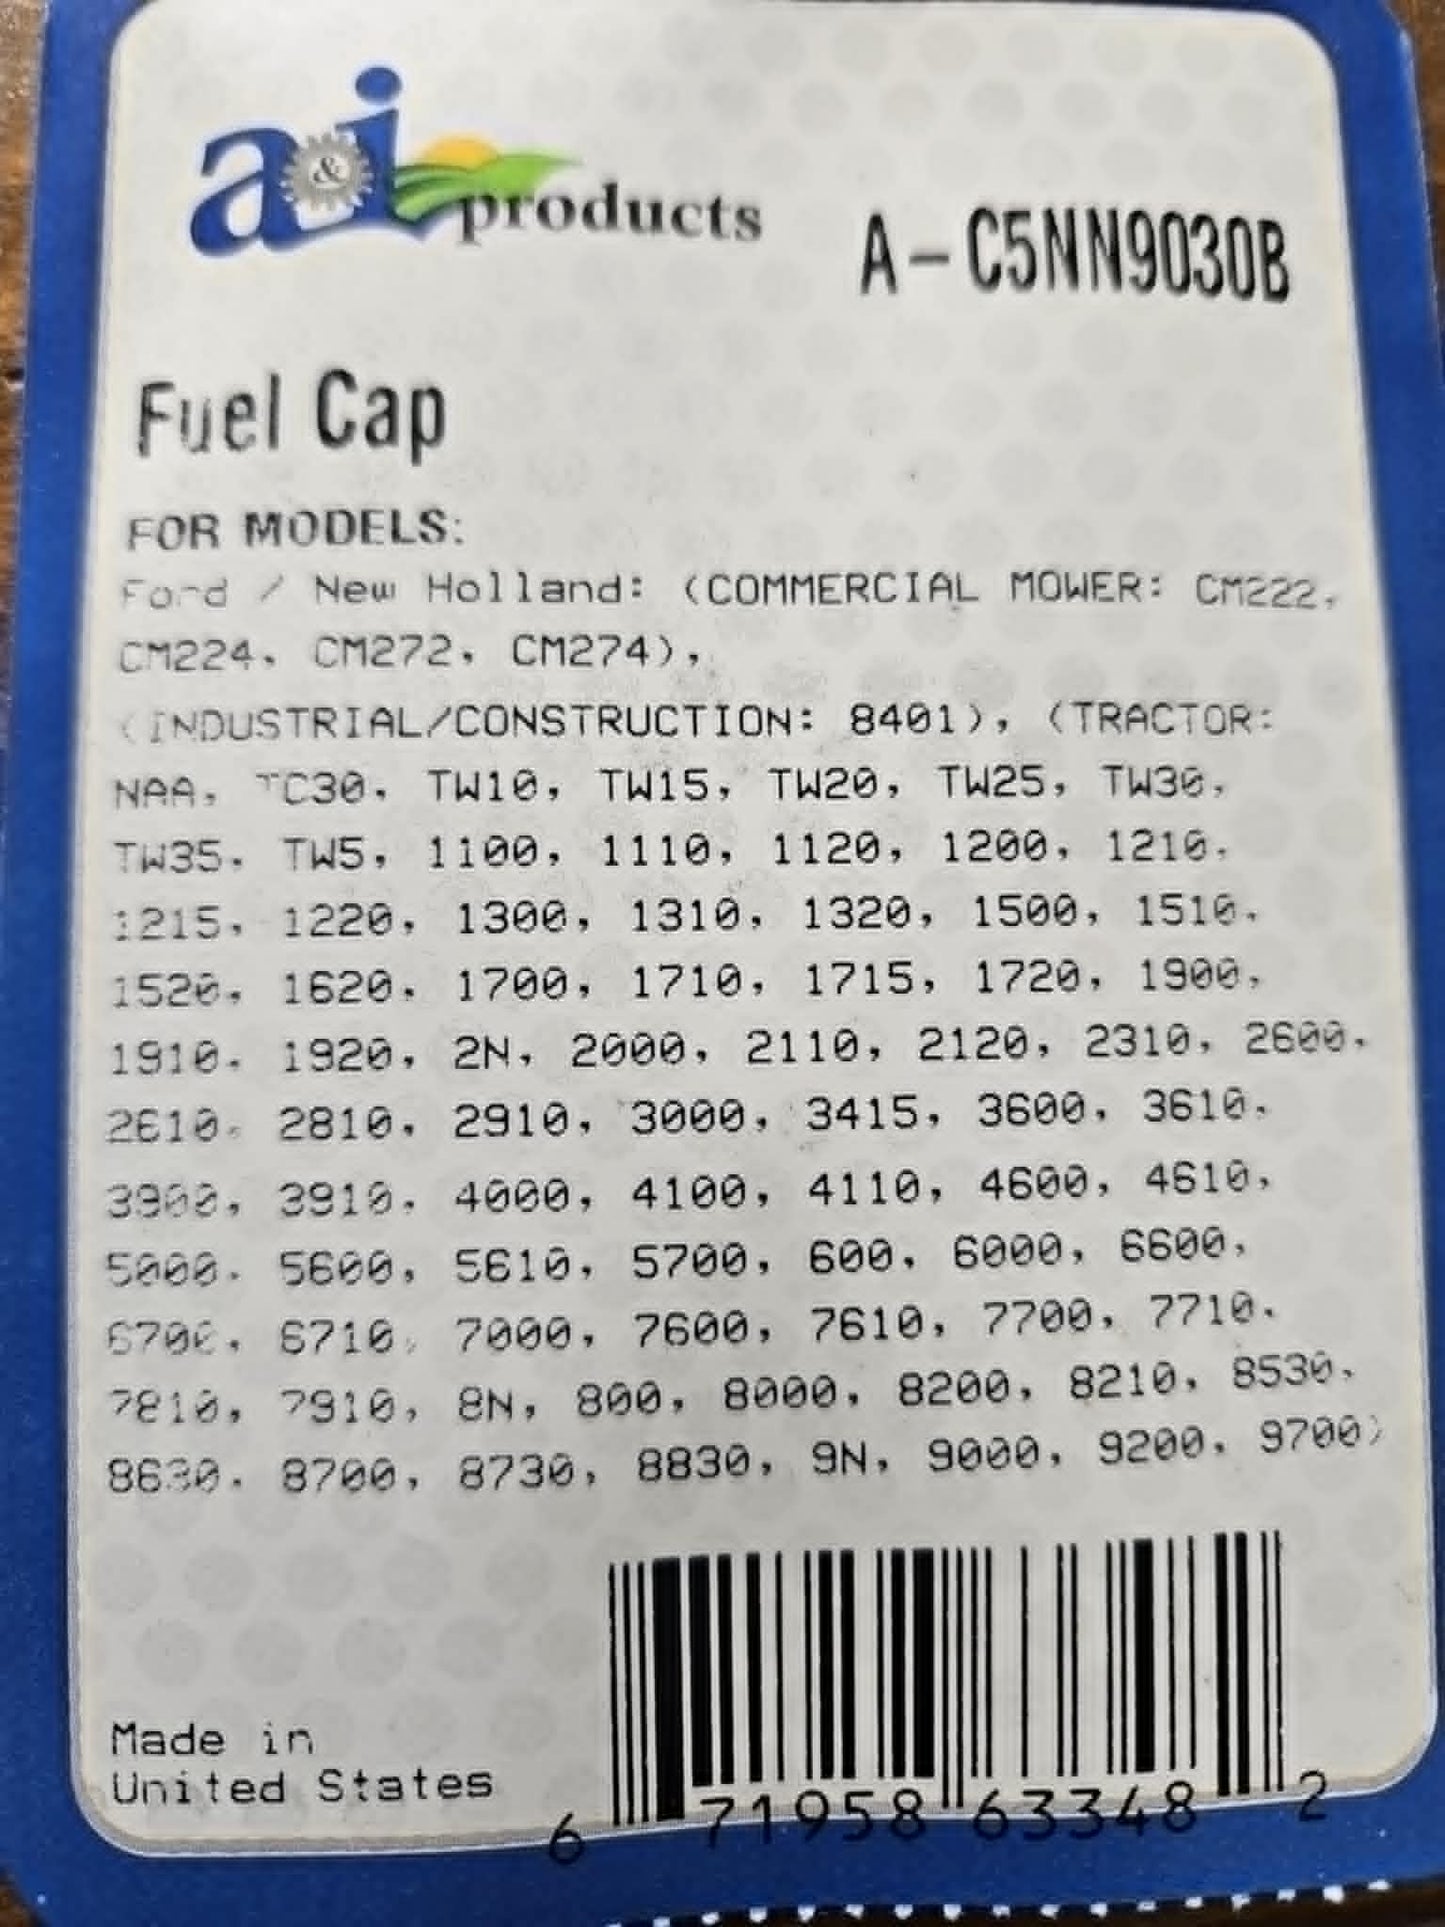 a&i products
A-C5NN9030B
Fuel Cap
FOR MODELS:
Ford / New Holland: (COMMERCIAL MOWER: CM222,
CM224, CM272, CM274),
(INDUSTRIAL/CONSTRUCTION: 8401), (TRACTOR:
NAA, TC30, TW10, TW15, TW20, TW25, TW30,
TW35, TW5, 1100, 1110, 1120, 1200, 1210,
1215, 1220, 1300, 1310, 1320, 1500, 1510,
1520, 1620, 1700, 1710, 1715, 1720, 1900,
1910, 1920, 2N, 2000, 2110, 2120, 2310, 2600,
2610, 2810, 2910, 3000, 3415, 3600, 3610,
3900, 3910, 4000, 4100, 4110, 4600, 4610,
5000, 5600, 5610, 5700, 600, 6000, 6600,
6700, 6710, 7000, 7600, 7610, 7700, 7710,
7810, 7910, 8N, 800, 8000, 8200, 8210, 8530,
8630, 8700, 8730, 8830, 9N, 9000, 9200, 9700)
Made in
United States
6 71958 63348 2